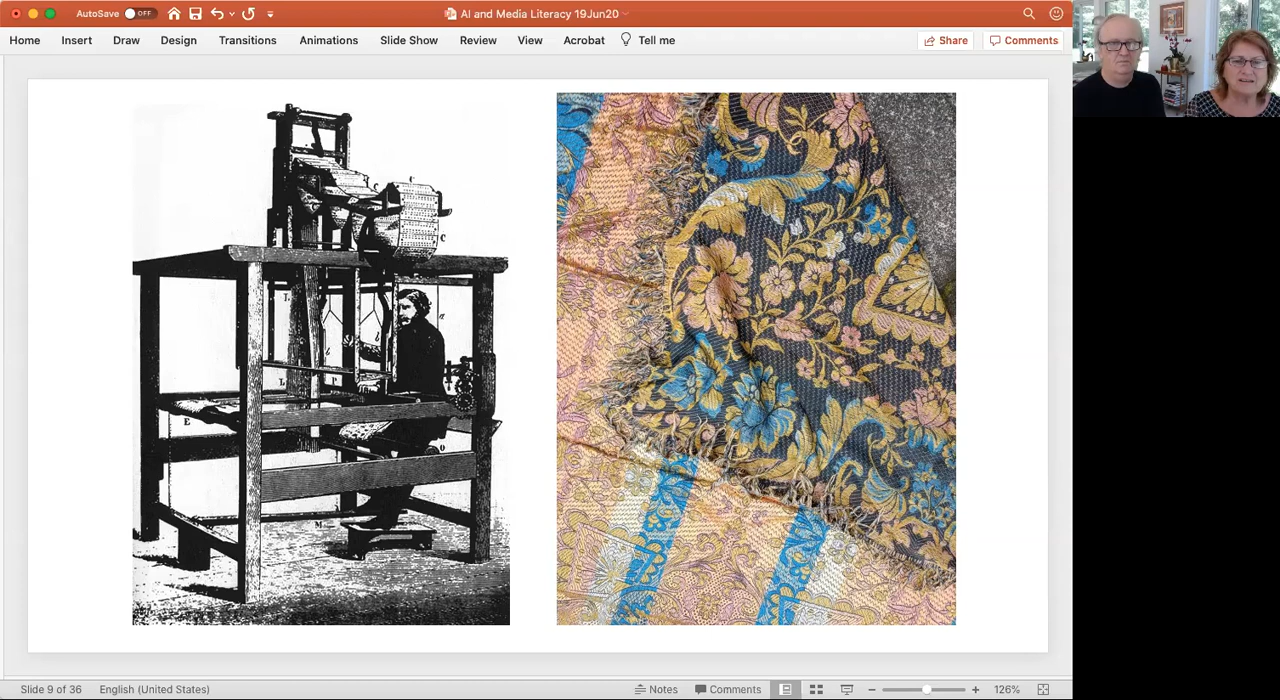 AutoSave OFF AI and Media Literacy 19Jun20
Home Insert Draw Design Transitions Animations Slide Show Review View Acrobat Tell me Share Comments
Slide 9 of 36 English (United States) Notes Comments 126%